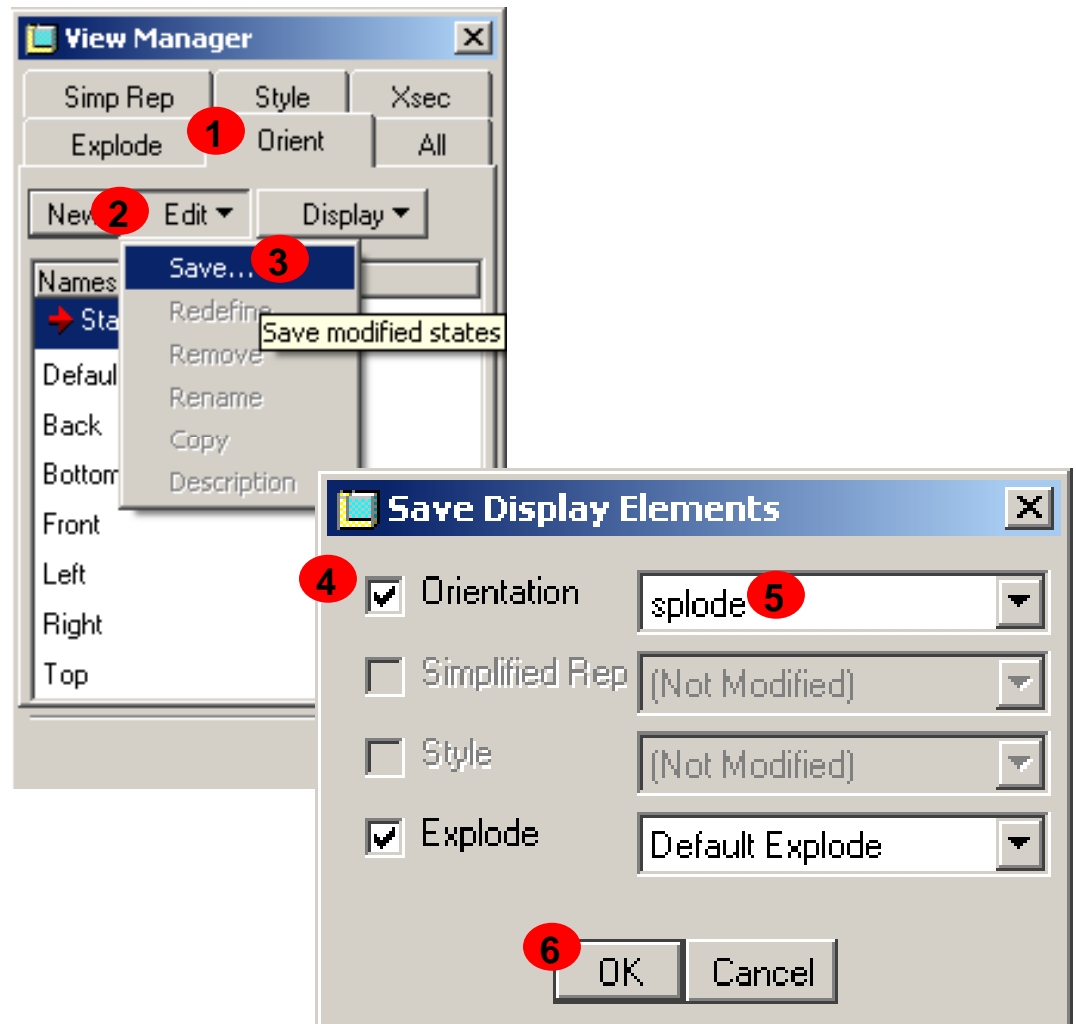 View Manager
Simp Rep Style Xsec
Explode 1 Orient All
New 2 Edit Display
Save... 3
Names
Redefine
Sta
Save modified states
Remove
Defaul
Rename
Back
Copy
Bottom
Description
Front
Left
Right
Top
Save Display Elements
4 Orientation splode 5
Simplified Rep (Not Modified)
Style (Not Modified)
Explode Default Explode
6 OK Cancel